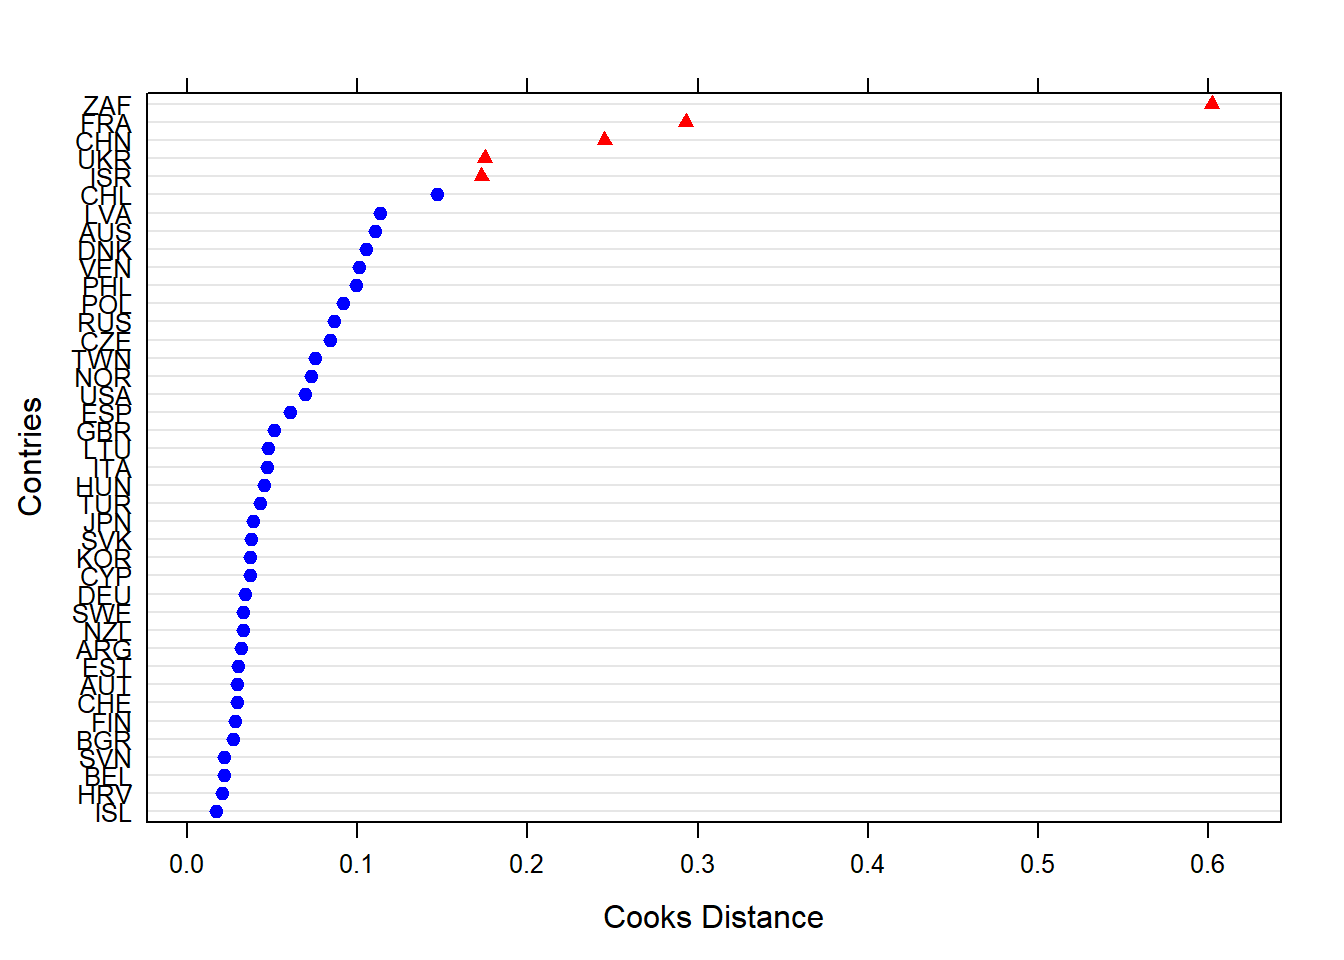 ZAF
FRA
CHN
UKR
ISR
CHL
LVA
AUS
DNK
VEN
PHL
POL
RUS
CZE
TWN
NOR
USA
ESP
GBR
LTU
ITA
HUN
TUR
JPN
SVK
KOR
CYP
DEU
SWE
NZL
ARG
EST
AUT
CHE
FIN
BGR
SVN
BEL
HRV
ISL
Contries
0.0 0.1 0.2 0.3 0.4 0.5 0.6
Cooks Distance